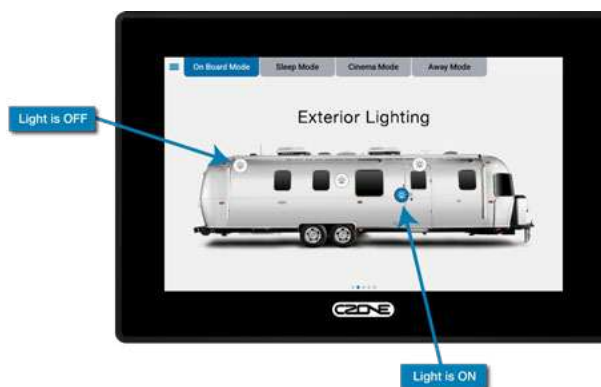 On Board Mode
Sleep Mode
Cinema Mode
Away Mode
Light is OFF
Exterior Lighting
CZONE
Light is ON